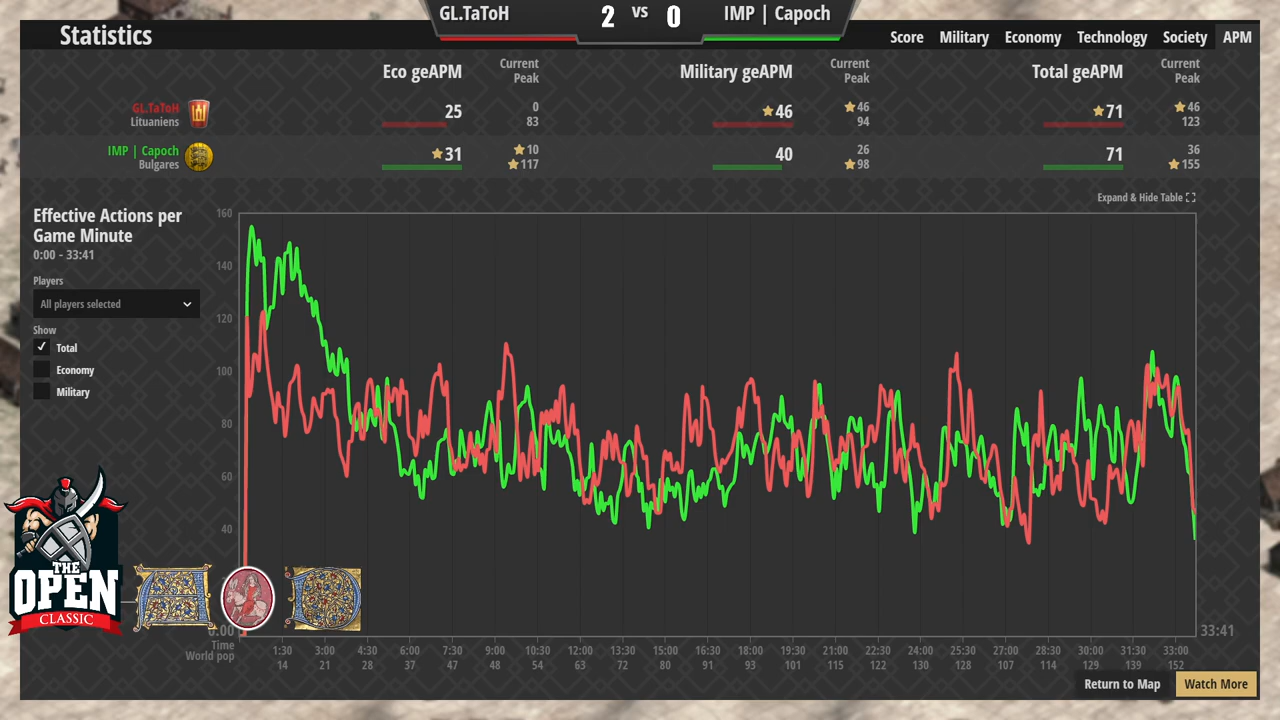 GL.TaToH
2 vs 0
IMP | Capoch
Statistics
Score Military Economy Technology Society APM
Eco geAPM Current Peak
Military geAPM Current Peak
Total geAPM Current Peak
GL.TaToH
Lituaniens
25 0 83
46 46 94
71 46 123
IMP | Capoch
Bulgares
31 10 117
40 26 98
71 36 155
Expand & Hide Table
Effective Actions per
Game Minute
0:00 - 33:41
Players
All players selected
Show
Total
Economy
Military
160
140
120
100
80
60
40
0:00
33:41
Time 1:30 3:00 4:30 6:00 7:30 9:00 10:30 12:00 13:30 15:00 16:30 18:00 19:30 21:00 22:30 24:00 25:30 27:00 28:30 30:00 31:30 33:00
World pop 14 21 28 37 47 48 54 63 72 80 91 93 101 115 122 130 128 107 114 129 139 152
THE
OPEN
CLASSIC
Return to Map
Watch More